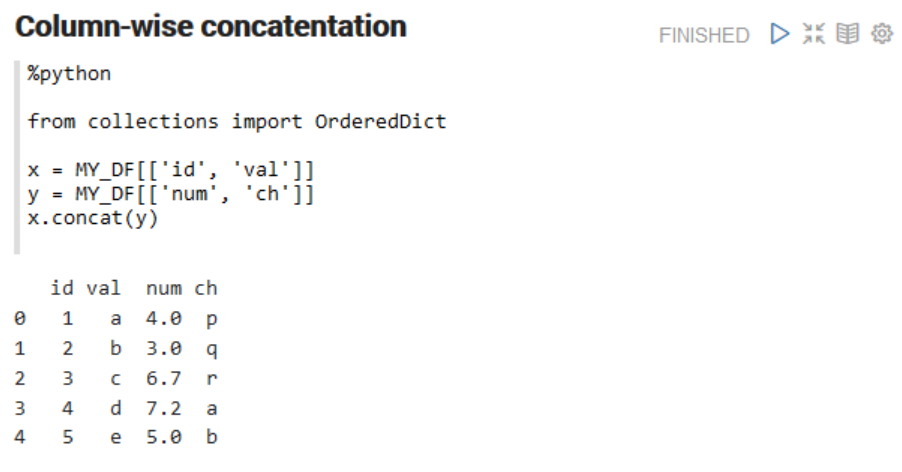 Column-wise concatentation
FINISHED
%python
from collections import OrderedDict
x = MY_DF[['id', 'val']]
y = MY_DF[['num', 'ch']]
x.concat(y)
   id val  num ch
0   1   a  4.0  p
1   2   b  3.0  q
2   3   c  6.7  r
3   4   d  7.2  a
4   5   e  5.0  b